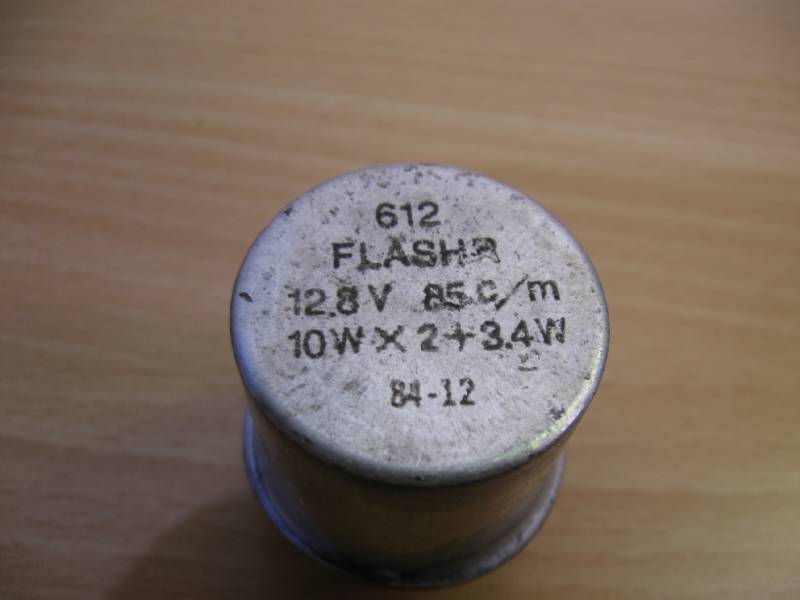 612
FLASHR
12.8V 85c/m
10W×2+3.4W
84-12